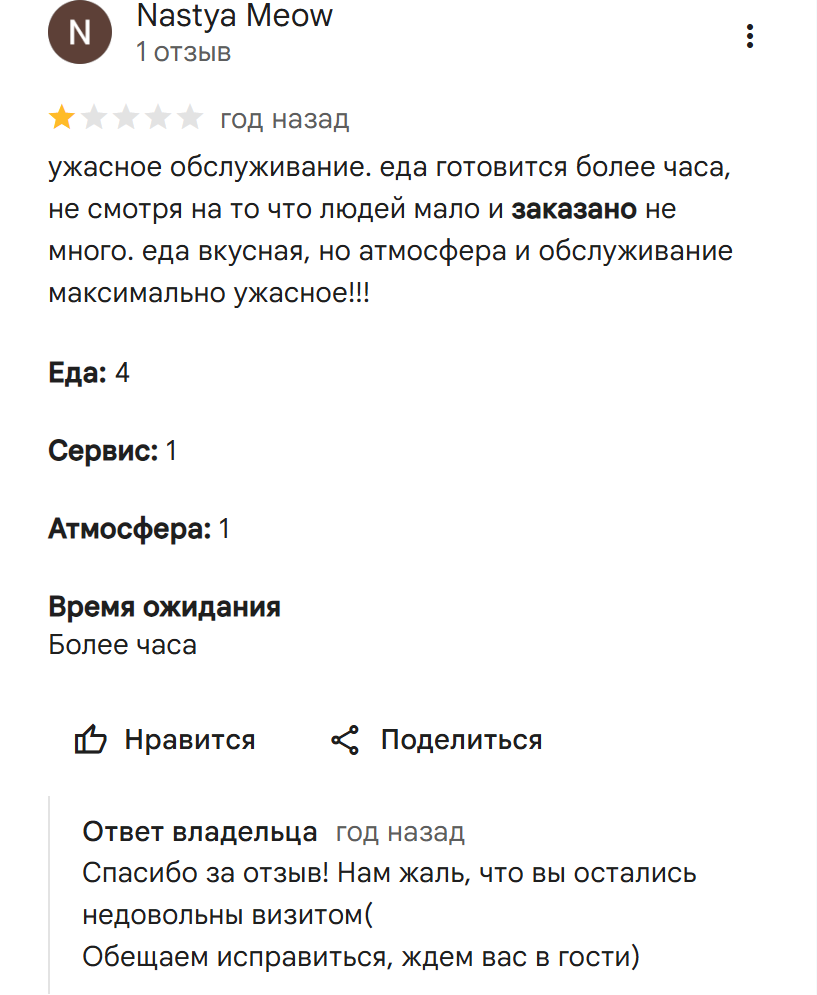 N
Nastya Meow
1 отзыв
год назад
ужасное обслуживание. еда готовится более часа,
не смотря на то что людей мало и заказано не
много. еда вкусная, но атмосфера и обслуживание
максимально ужасное!!!
Еда: 4
Сервис: 1
Атмосфера: 1
Время ожидания
Более часа
Нравится Поделиться
Ответ владельца год назад
Спасибо за отзыв! Нам жаль, что вы остались
недовольны визитом(
Обещаем исправиться, ждем вас в гости)